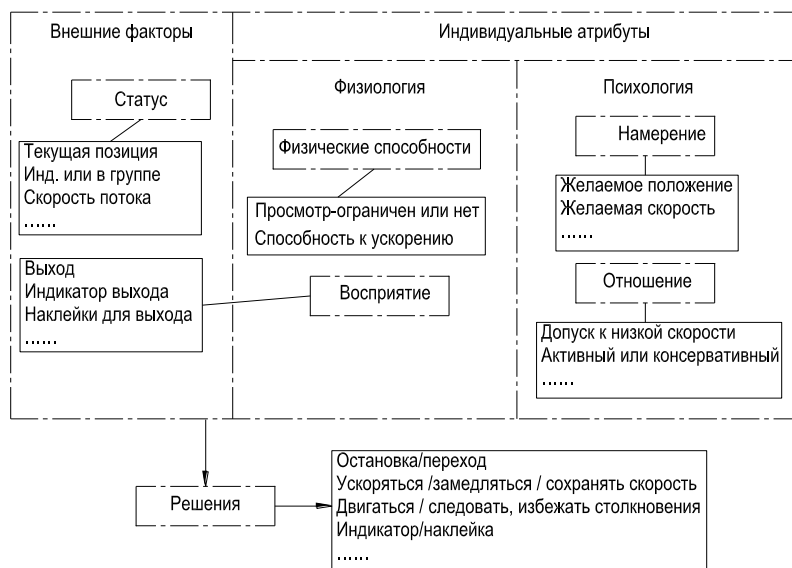 Внешние факторы
Индивидуальные атрибуты
Статус
Текущая позиция
Инд. или в группе
Скорость потока
......
Выход
Индикатор выхода
Наклейки для выхода
......
Физиология
Физические способности
Просмотр-ограничен или нет
Способность к ускорению
Восприятие
Психология
Намерение
Желаемое положение
Желаемая скорость
......
Отношение
Допуск к низкой скорости
Активный или консервативный
......
Решения
Остановка/переход
Ускоряться /замедляться / сохранять скорость
Двигаться / следовать, избежать столкновения
Индикатор/наклейка
......